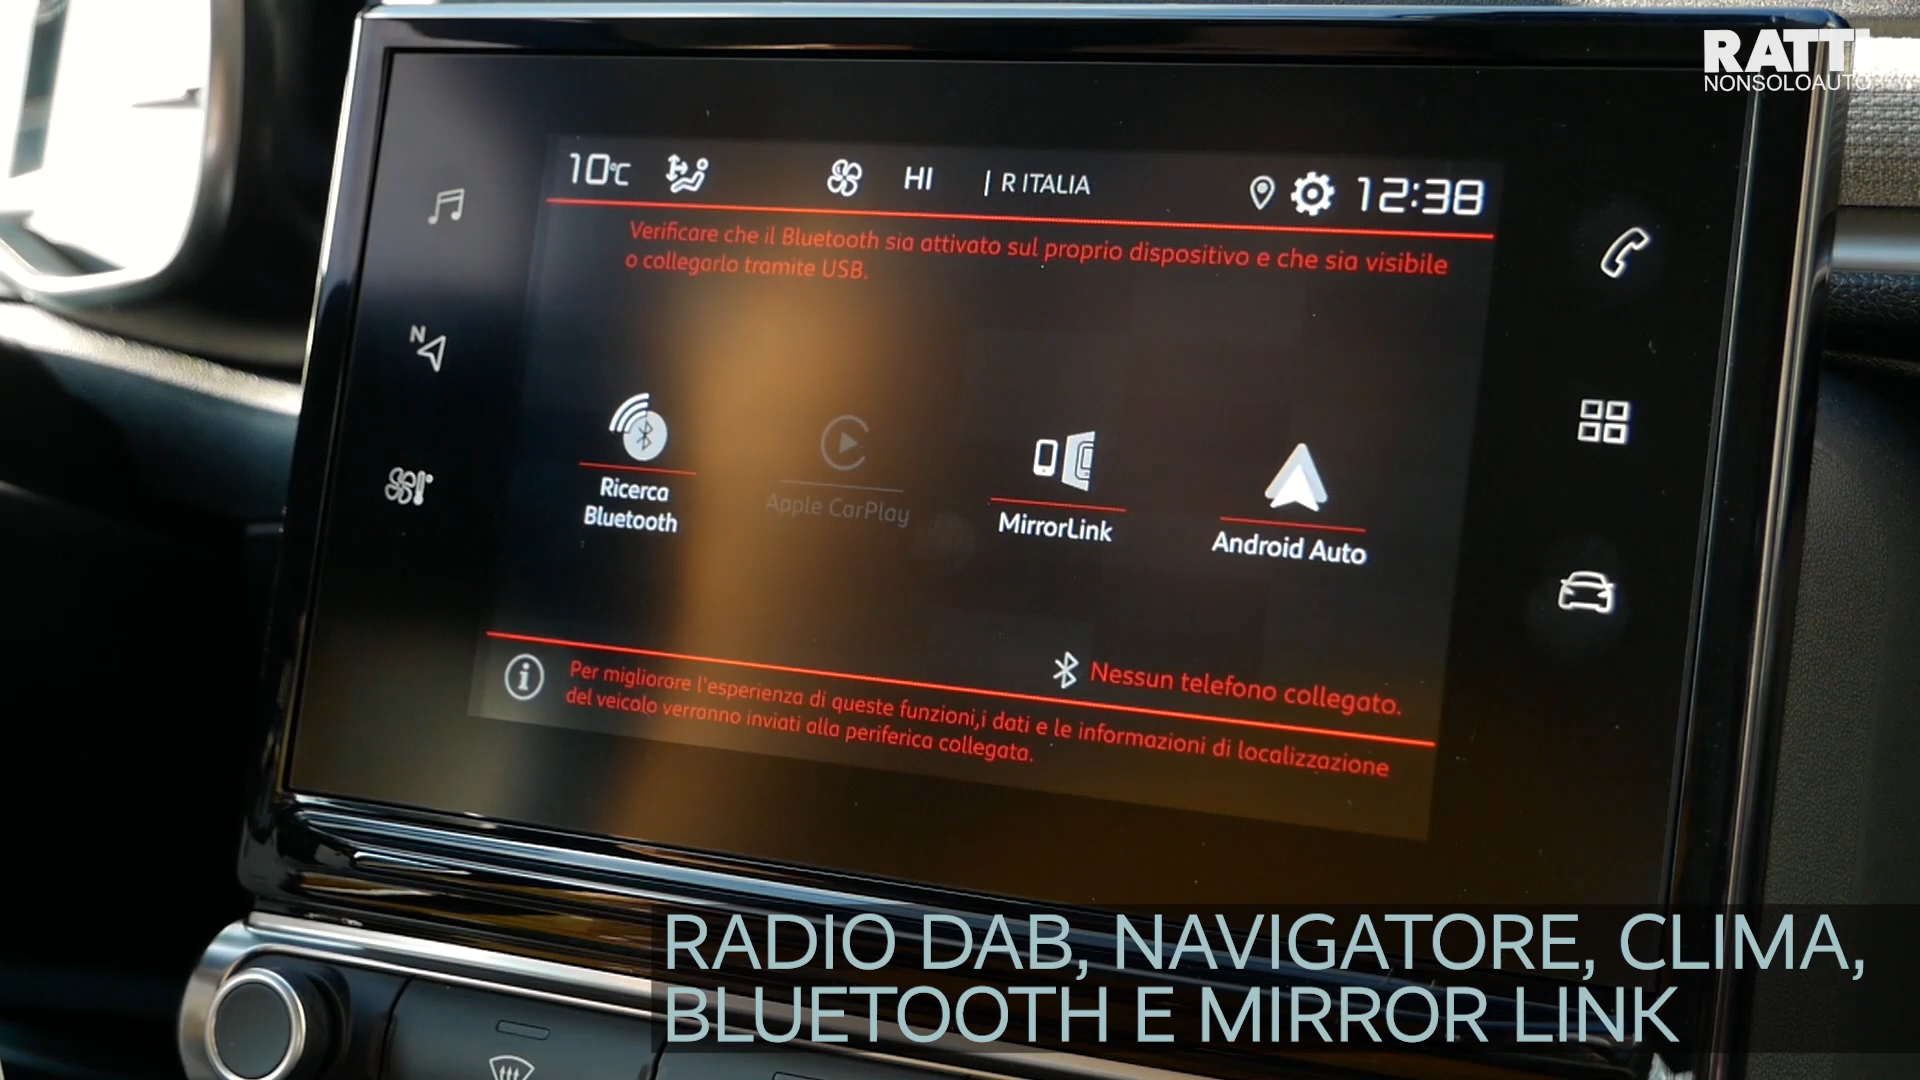 RATTI
NONSOLOAUTO
10°C HI | R ITALIA 12:38
Verificare che il Bluetooth sia attivato sul proprio dispositivo e che sia visibile
o collegarlo tramite USB.
N
Ricerca
Bluetooth
Apple CarPlay
MirrorLink
Android Auto
Nessun telefono collegato.
i
Per migliorare l'esperienza di queste funzioni,i dati e le informazioni di localizzazione
del veicolo verranno inviati alla periferica collegata.
RADIO DAB, NAVIGATORE, CLIMA,
BLUETOOTH E MIRROR LINK